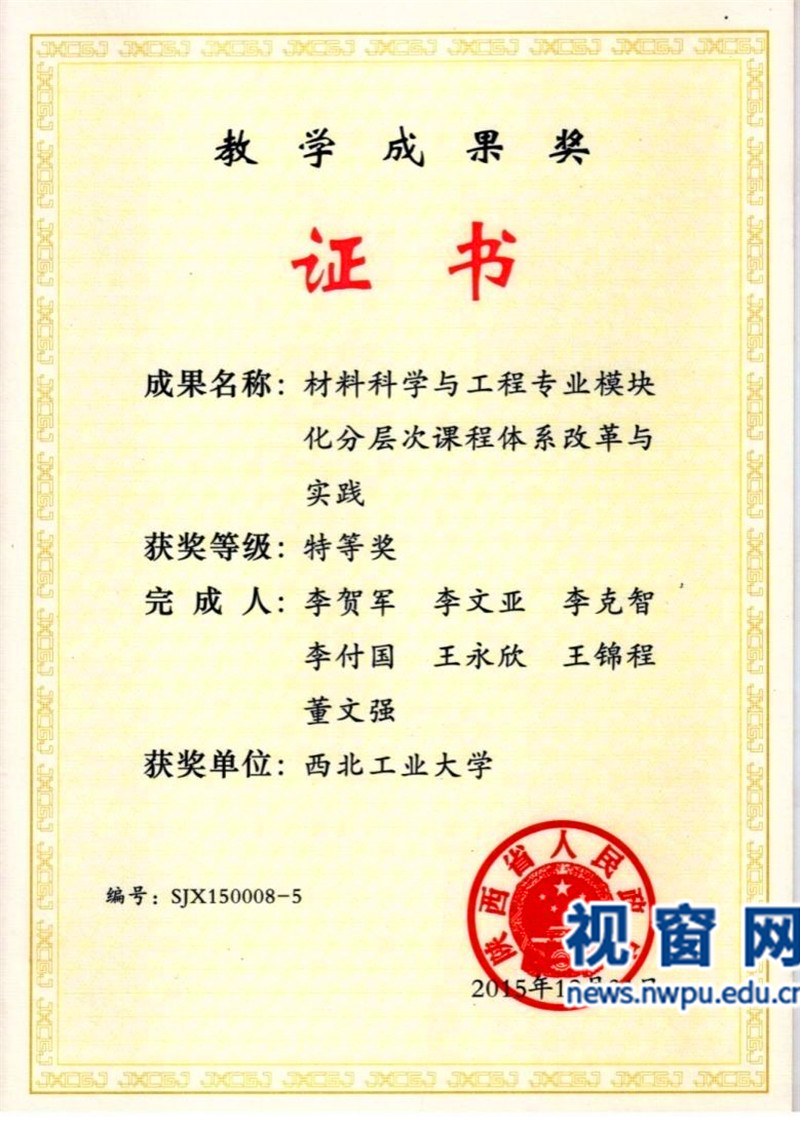 教学成果奖
证书
成果名称：材料科学与工程专业模块
化分层次课程体系改革与
实践
获奖等级：特等奖
完成人：李贺军 李文亚 李克智
李付国 王永欣 王锦程
董文强
获奖单位：西北工业大学
陕西省人民政
编号：SJX150008-5
视窗网
2015年1
news.nwpu.edu.cn